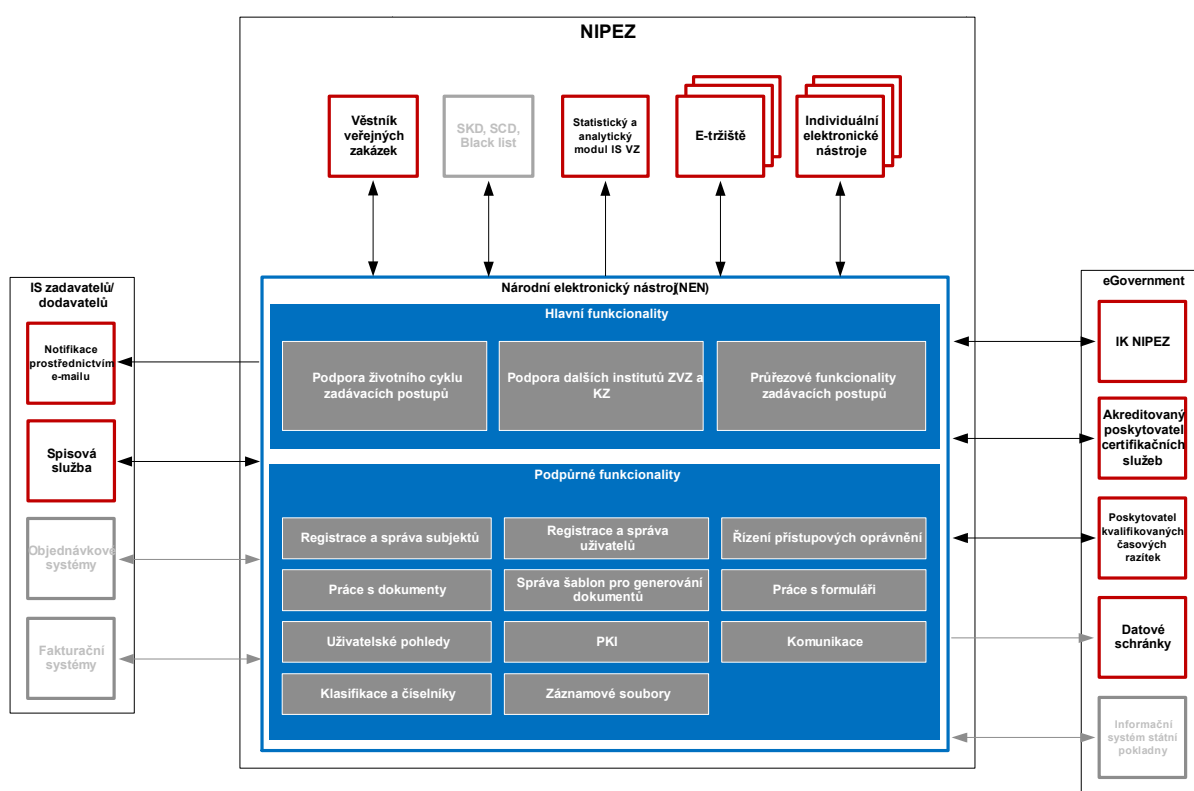 NIPEZ
Věstník
veřejných
zakázek
SKD, SCD,
Black list
Statistický a
analytický
modul IS VZ
E-tržiště
Individuální
elektronické
nástroje
IS zadavatelů/
dodavatelů
Notifikace
prostřednictvím
e-mailu
Spisová
služba
Objednávkové
systémy
Fakturační
systémy
Národní elektronický nástroj(NEN)
Hlavní funkcionality
Podpora životního cyklu
zadávacích postupů
Podpora dalších institutů ZVZ a
KZ
Průřezové funkcionality
zadávacích postupů
Podpůrné funkcionality
Registrace a správa subjektů
Registrace a správa
uživatelů
Řízení přístupových oprávnění
Práce s dokumenty
Správa šablon pro generování
dokumentů
Práce s formuláři
Uživatelské pohledy
PKI
Komunikace
Klasifikace a číselníky
Záznamové soubory
eGovernment
IK NIPEZ
Akreditovaný
poskytovatel
certifikačních
služeb
Poskytovatel
kvalifikovaných
časových
razítek
Datové
schránky
Informační
systém státní
pokladny